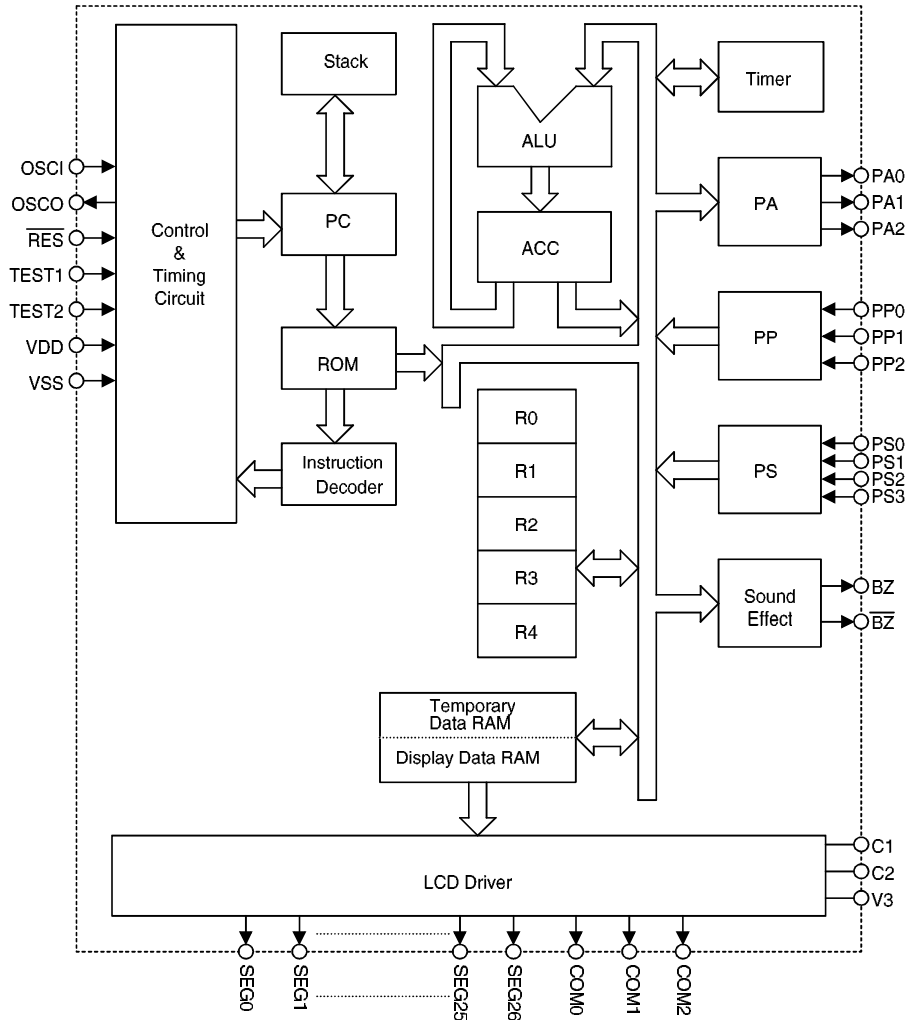 OSCI
OSCO
RES
TEST1
TEST2
VDD
VSS
Control
&
Timing
Circuit
Stack
PC
ROM
Instruction
Decoder
ALU
ACC
R0
R1
R2
R3
R4
Temporary
Data RAM
Display Data RAM
Timer
PA
PP
PS
Sound
Effect
PA0
PA1
PA2
PP0
PP1
PP2
PS0
PS1
PS2
PS3
BZ
BZ
LCD Driver
C1
C2
V3
SEG0
SEG1
SEG25
SEG26
COM0
COM1
COM2